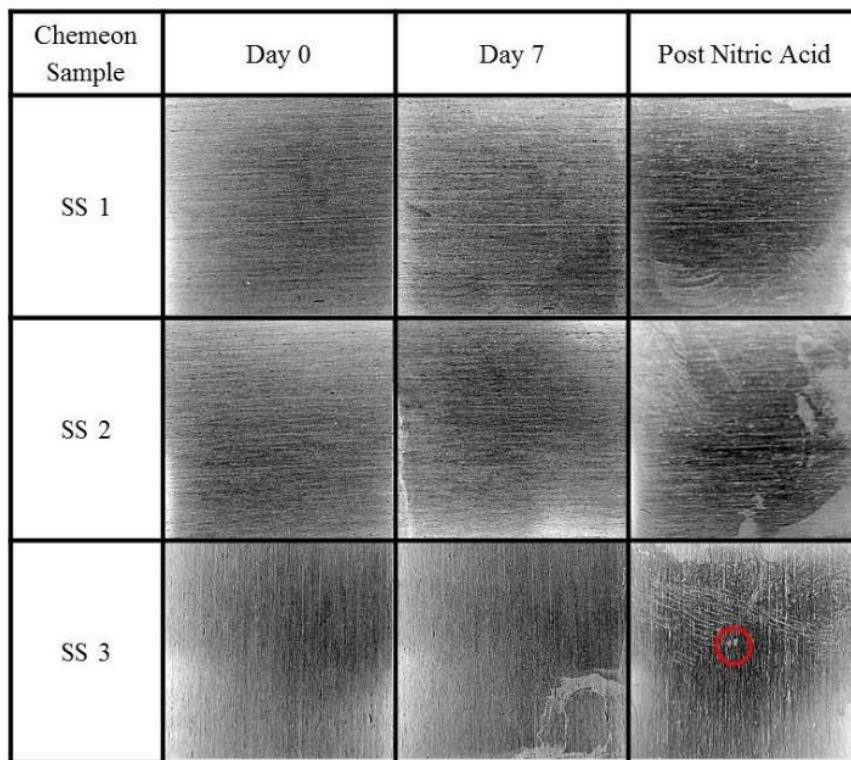 Chemeon
Sample
Day 0
Day 7
Post Nitric Acid
SS 1
SS 2
SS 3